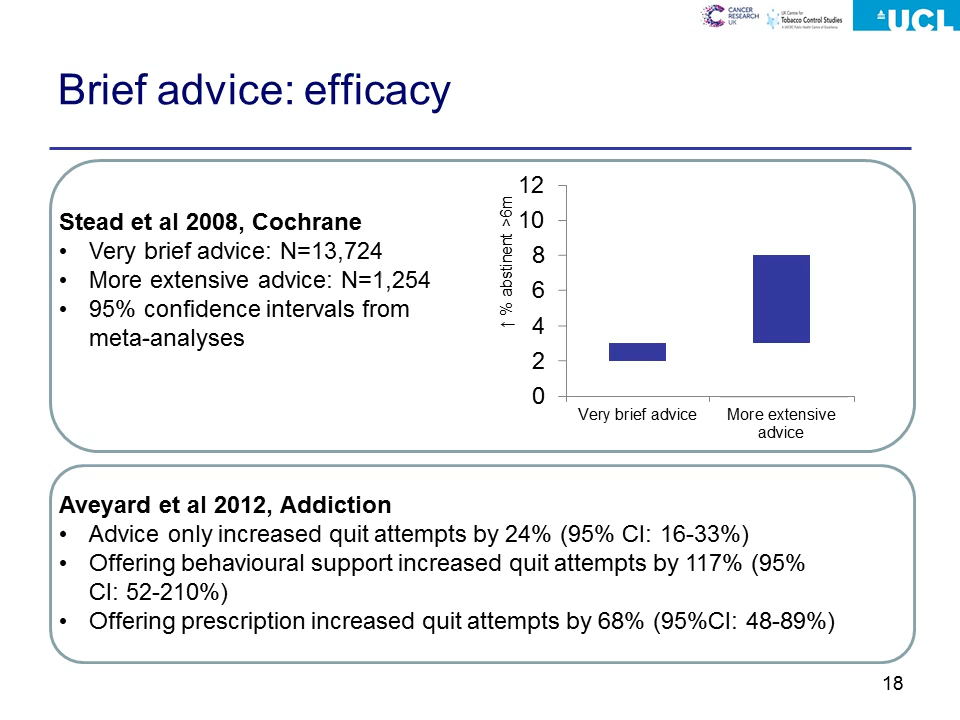 CANCER
RESEARCH
UK
UK Centre for
Tobacco Control Studies
UCL
Brief advice: efficacy
Stead et al 2008, Cochrane
• Very brief advice: N=13,724
• More extensive advice: N=1,254
• 95% confidence intervals from
meta-analyses
↑ % abstinent >6m
12
10
8
6
4
2
0
Very brief advice
More extensive
advice
Aveyard et al 2012, Addiction
• Advice only increased quit attempts by 24% (95% CI: 16-33%)
• Offering behavioural support increased quit attempts by 117% (95%
CI: 52-210%)
• Offering prescription increased quit attempts by 68% (95%CI: 48-89%)
18